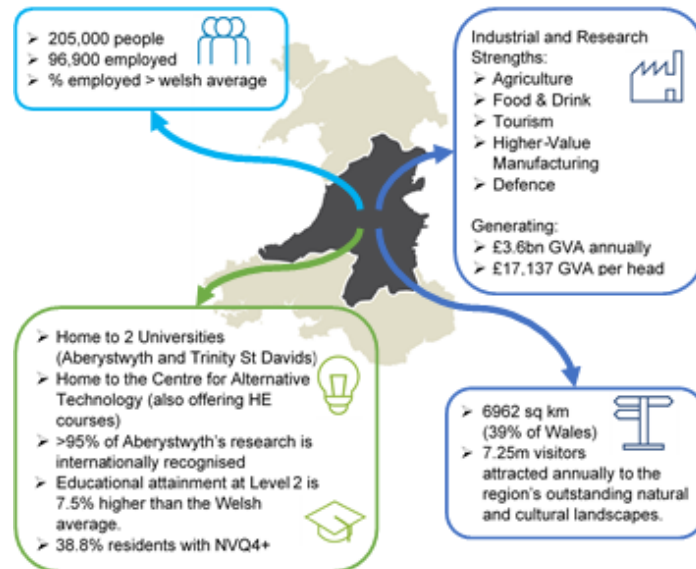 ➢ 205,000 people
➢ 96,900 employed
➢ % employed > welsh average
Industrial and Research
Strengths:
➢ Agriculture
➢ Food & Drink
➢ Tourism
➢ Higher-Value
Manufacturing
➢ Defence
Generating:
➢ £3.6bn GVA annually
➢ £17,137 GVA per head
➢ Home to 2 Universities
(Aberystwyth and Trinity St Davids)
➢ Home to the Centre for Alternative
Technology (also offering HE
courses)
➢ >95% of Aberystwyth's research is
internationally recognised
➢ Educational attainment at Level 2 is
7.5% higher than the Welsh
average.
➢ 38.8% residents with NVQ4+
➢ 6962 sq km
(39% of Wales)
➢ 7.25m visitors
attracted annually to the
region's outstanding natural
and cultural landscapes.